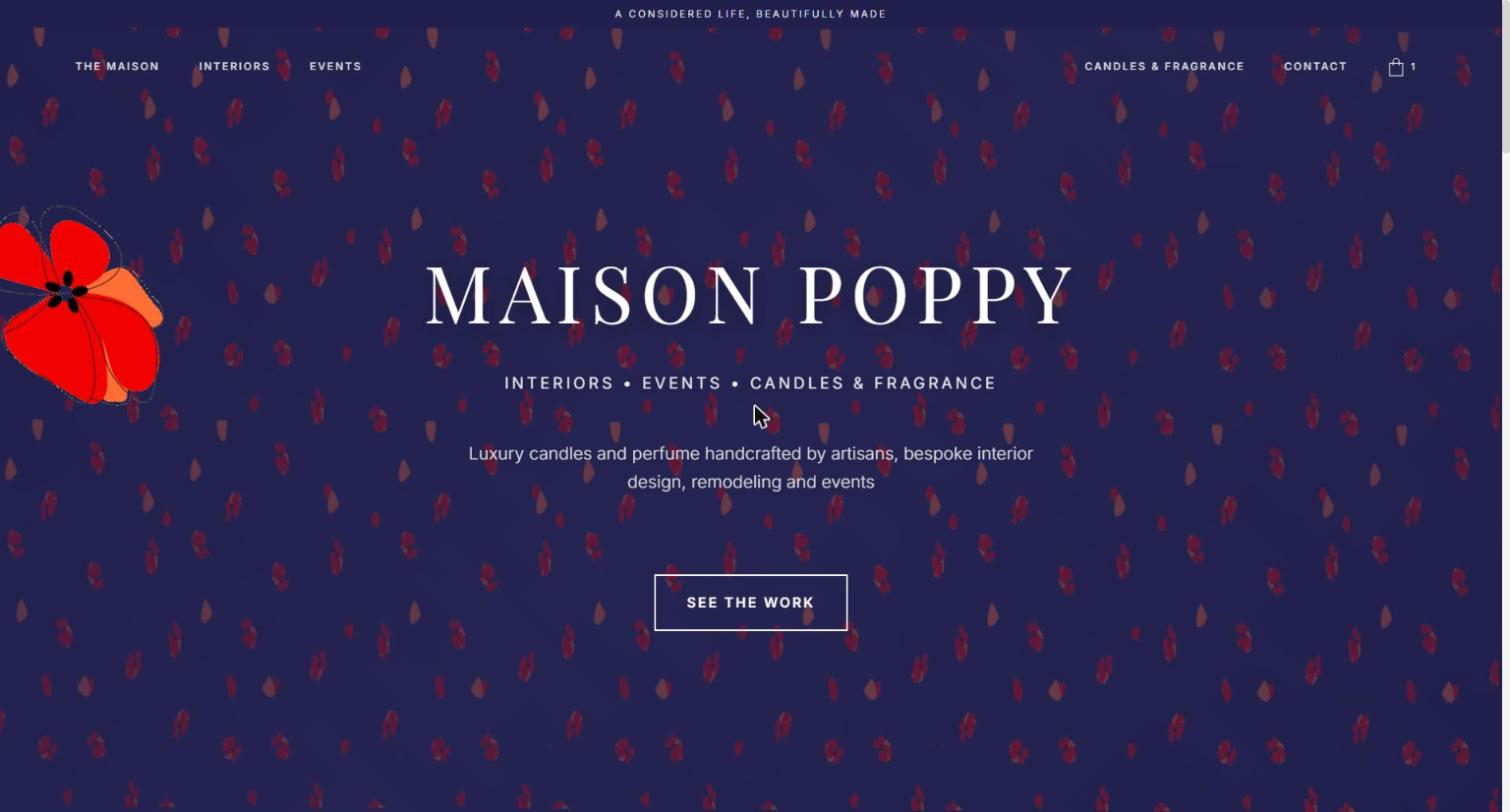 A CONSIDERED LIFE, BEAUTIFULLY MADE
THE MAISON INTERIORS EVENTS CANDLES & FRAGRANCE CONTACT 1
MAISON POPPY
INTERIORS • EVENTS • CANDLES & FRAGRANCE
Luxury candles and perfume handcrafted by artisans, bespoke interior
design, remodeling and events
SEE THE WORK